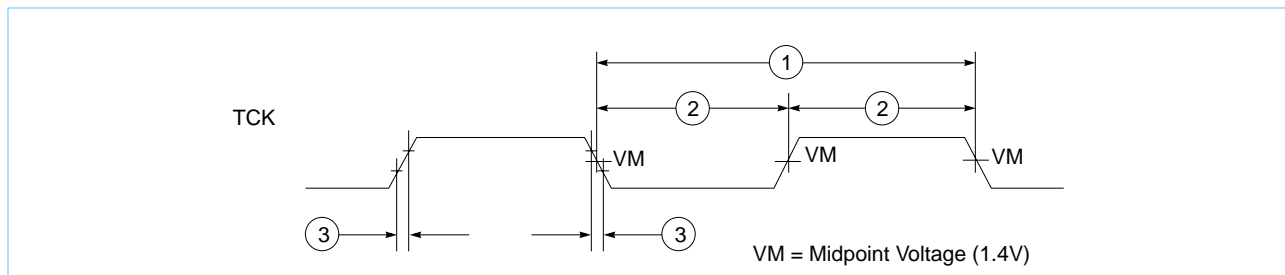 1
2
2
TCK
VM
VM
VM
3
3
VM = Midpoint Voltage (1.4V)